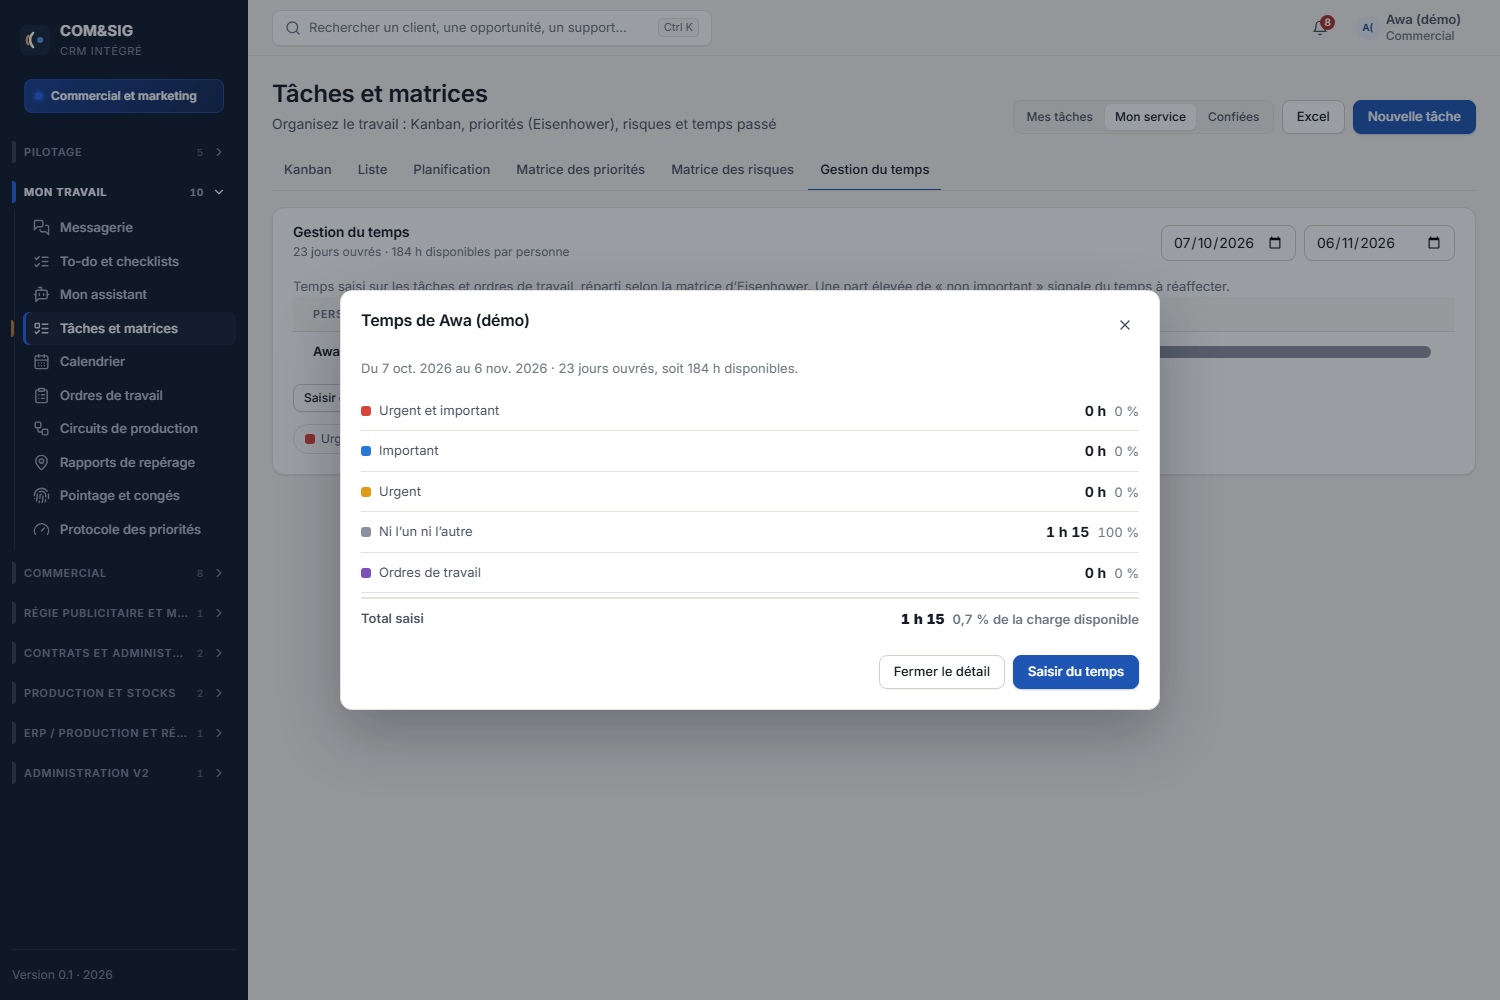 COM&SIG
CRM INTÉGRÉ
Commercial et marketing
PILOTAGE 5
MON TRAVAIL 10
Messagerie
To-do et checklists
Mon assistant
Tâches et matrices
Calendrier
Ordres de travail
Circuits de production
Rapports de repérage
Pointage et congés
Protocole des priorités
COMMERCIAL 8
RÉGIE PUBLICITAIRE ET M... 1
CONTRATS ET ADMINIST... 2
PRODUCTION ET STOCKS 2
ERP / PRODUCTION ET RÉ... 1
ADMINISTRATION V2 1
Version 0.1 · 2026
Rechercher un client, une opportunité, un support... Ctrl K
8
A(
Awa (démo)
Commercial
Tâches et matrices
Organisez le travail : Kanban, priorités (Eisenhower), risques et temps passé
Mes tâches Mon service Confiées Excel Nouvelle tâche
Kanban Liste Planification Matrice des priorités Matrice des risques Gestion du temps
Gestion du temps
23 jours ouvrés · 184 h disponibles par personne
07/10/2026 06/11/2026
Temps saisi sur les tâches et ordres de travail, réparti selon la matrice d’Eisenhower. Une part élevée de « non important » signale du temps à réaffecter.
PERS
Awa
Saisir
Urg
Temps de Awa (démo)
Du 7 oct. 2026 au 6 nov. 2026 · 23 jours ouvrés, soit 184 h disponibles.
Urgent et important 0 h 0 %
Important 0 h 0 %
Urgent 0 h 0 %
Ni l’un ni l’autre 1 h 15 100 %
Ordres de travail 0 h 0 %
Total saisi 1 h 15 0,7 % de la charge disponible
Fermer le détail Saisir du temps